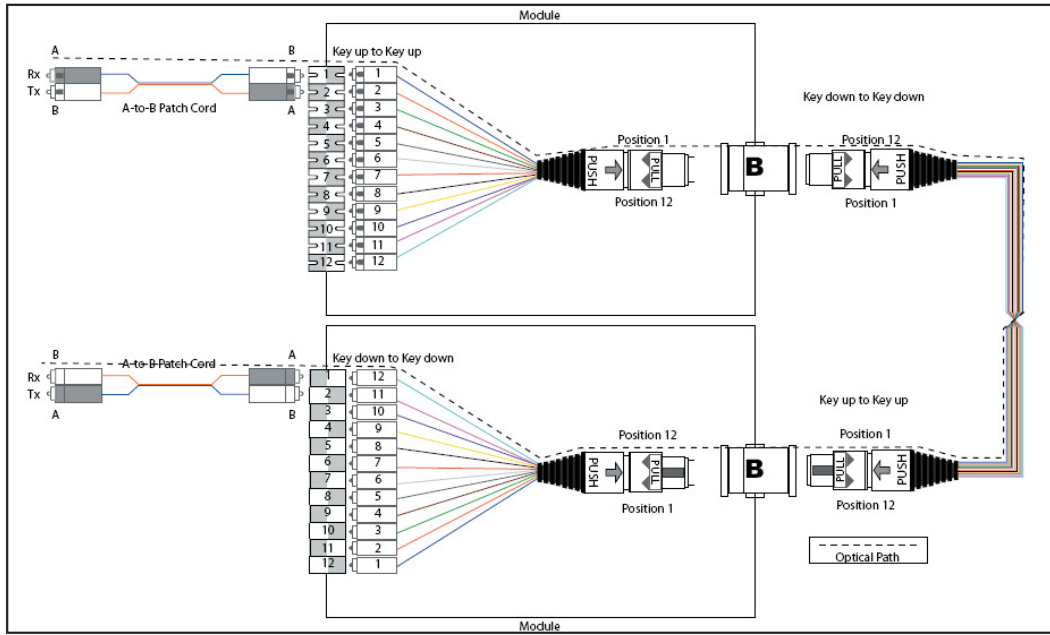 Module
A
B
Key up to Key up
Rx
Tx
B
A
A-to-B Patch Cord
1
2
3
4
5
6
7
8
9
10
11
12
1
2
3
4
5
6
7
8
9
10
11
12
Key down to Key down
Position 1
PUSH
PULL
Position 12
B
Position 12
PULL
PUSH
Position 1
B
A
A-to-B Patch Cord
Key down to Key down
Rx
Tx
A
B
1
2
3
4
5
6
7
8
9
10
11
12
12
11
10
9
8
7
6
5
4
3
2
1
Key up to Key up
Position 12
PUSH
PULL
Position 1
B
Position 1
PULL
PUSH
Position 12
Optical Path
Module